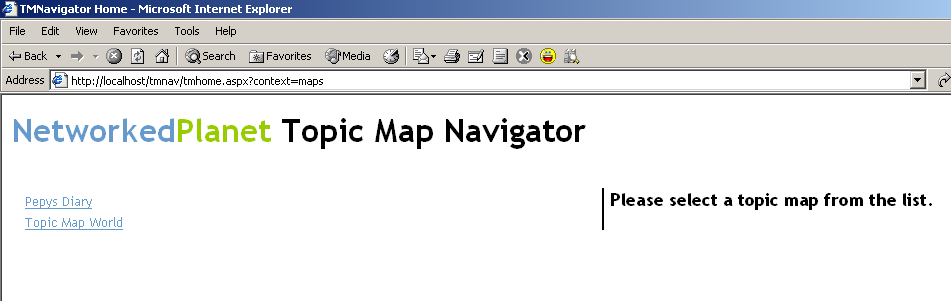 TMNavigator Home - Microsoft Internet Explorer
File Edit View Favorites Tools Help
Back Search Favorites Media
Address http://localhost/tmnav/tmhome.aspx?context=maps
NetworkedPlanet Topic Map Navigator
Pepys Diary
Topic Map World
Please select a topic map from the list.